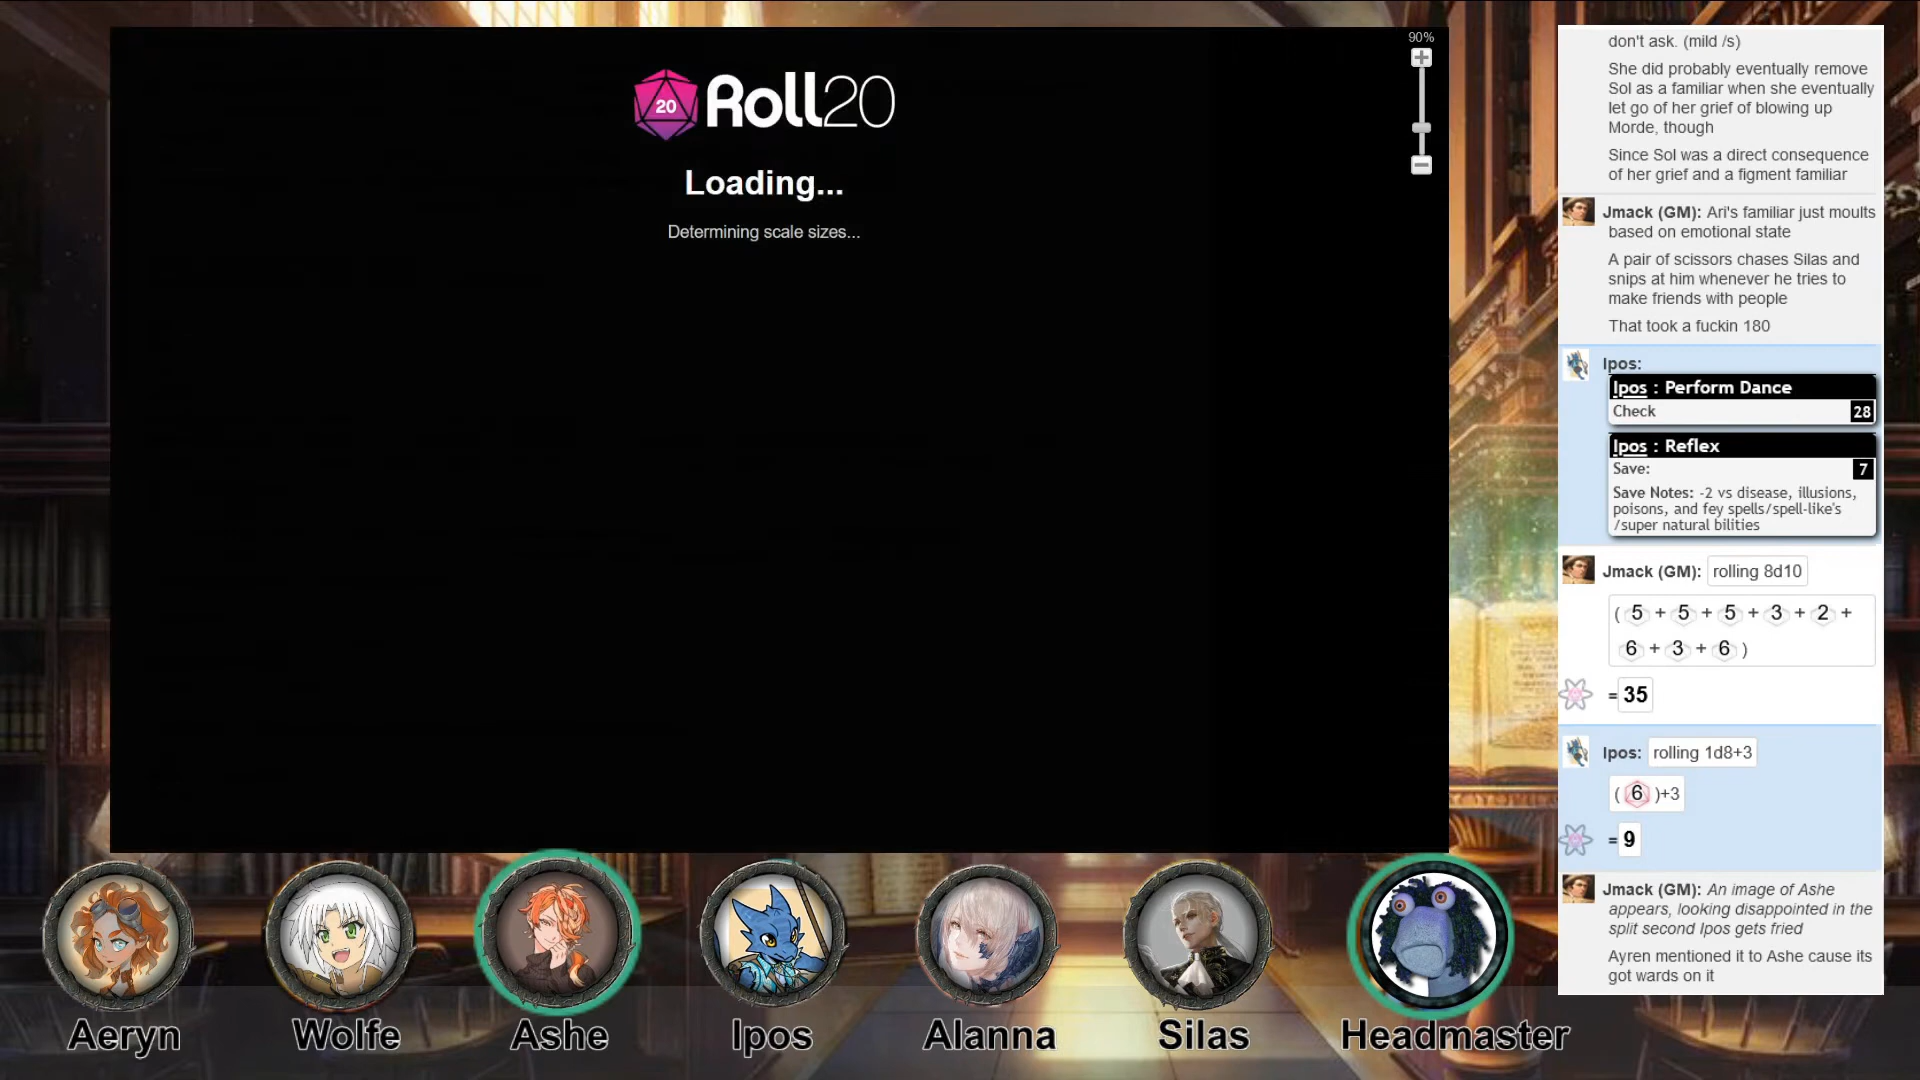 20 Roll20
Loading...
Determining scale sizes...
90%
don't ask. (mild /s)
She did probably eventually remove
Sol as a familiar when she eventually
let go of her grief of blowing up
Morde, though
Since Sol was a direct consequence
of her grief and a figment familiar
Jmack (GM): Ari's familiar just moults
based on emotional state
A pair of scissors chases Silas and
snips at him whenever he tries to
make friends with people
That took a fuckin 180
Ipos:
Ipos : Perform Dance
Check 28
Ipos : Reflex
Save: 7
Save Notes: -2 vs disease, illusions,
poisons, and fey spells/spell-like's
/super natural bilities
Jmack (GM): rolling 8d10
( 5 + 5 + 5 + 3 + 2 +
6 + 3 + 6 )
= 35
Ipos: rolling 1d8+3
( 6 )+3
= 9
Jmack (GM): An image of Ashe
appears, looking disappointed in the
split second Ipos gets fried
Ayren mentioned it to Ashe cause its
got wards on it
Aeryn Wolfe Ashe Ipos Alanna Silas Headmaster